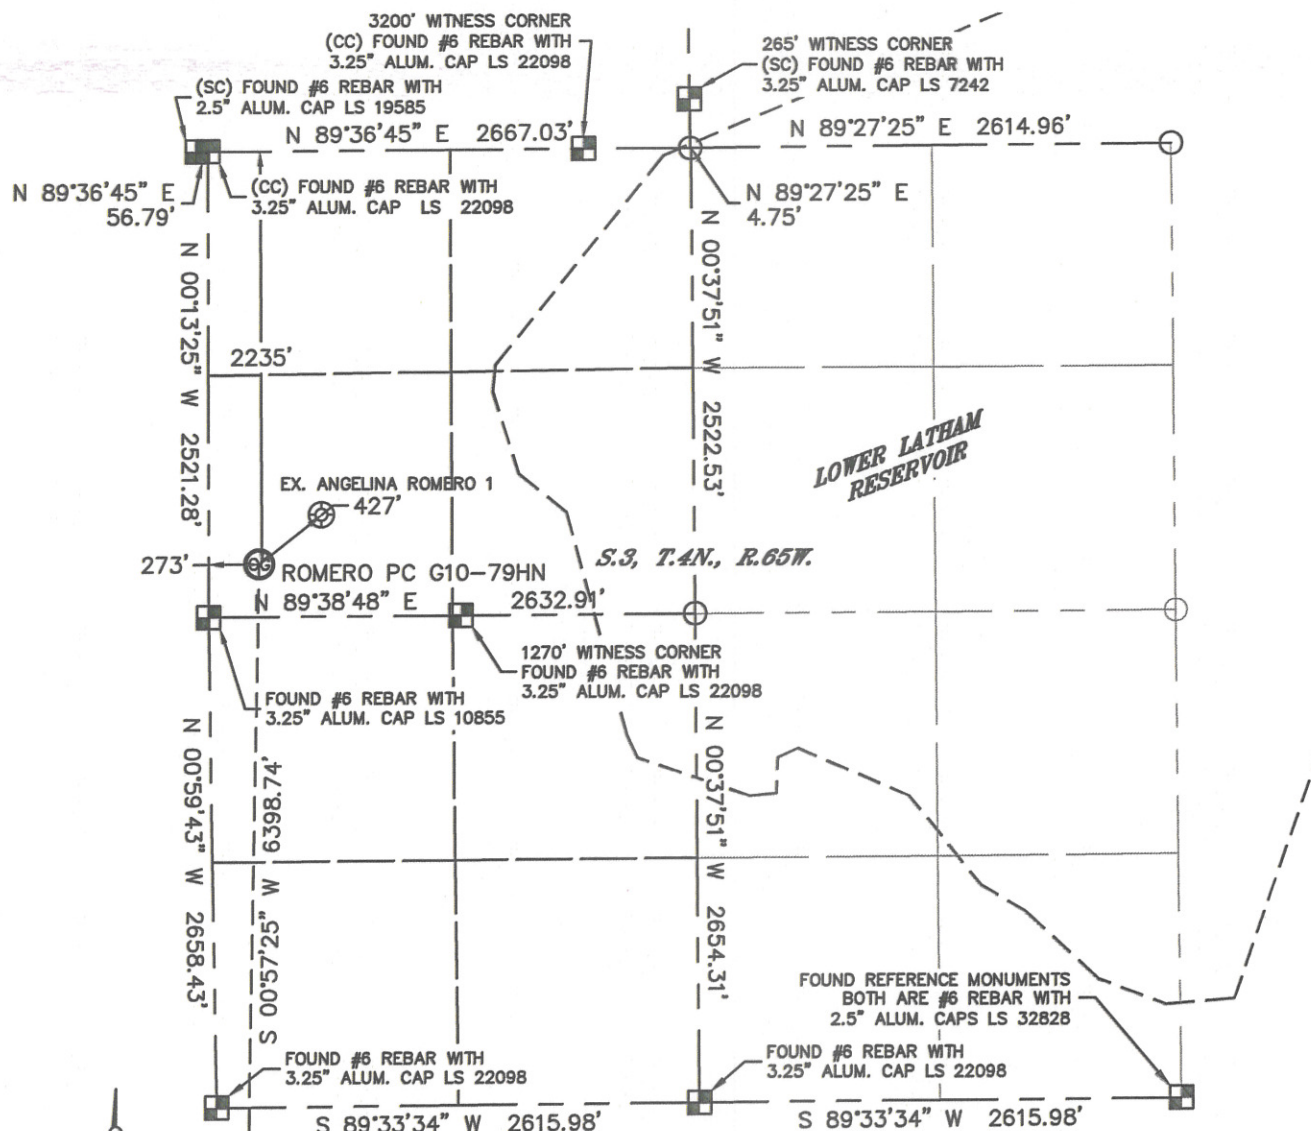 3200' WITNESS CORNER
(CC) FOUND #6 REBAR WITH
3.25" ALUM. CAP LS 22098
265' WITNESS CORNER
(SC) FOUND #6 REBAR WITH
3.25" ALUM. CAP LS 7242
(SC) FOUND #6 REBAR WITH
2.5" ALUM. CAP LS 19585
N 89°36'45" E 2667.03'
N 89°27'25" E 2614.96'
N 89°36'45" E
56.79'
(CC) FOUND #6 REBAR WITH
3.25" ALUM. CAP LS 22098
N 89°27'25" E
4.75'
N 00°13'25" W 2521.28'
N 00°37'51" W 2522.53'
2235'
LOWER LATHAM
RESERVOIR
EX. ANGELINA ROMERO 1
427'
S.3, T.4N., R.65W.
273'
OG
ROMERO PC G10-79HN
N 89°38'48" E 2632.91'
1270' WITNESS CORNER
FOUND #6 REBAR WITH
3.25" ALUM. CAP LS 22098
FOUND #6 REBAR WITH
3.25" ALUM. CAP LS 10855
N 00°59'43" W 2658.43'
S 00°57'25" W 6398.74'
N 00°37'51" W 2654.31'
FOUND REFERENCE MONUMENTS
BOTH ARE #6 REBAR WITH
2.5" ALUM. CAPS LS 32828
FOUND #6 REBAR WITH
3.25" ALUM. CAP LS 22098
FOUND #6 REBAR WITH
3.25" ALUM. CAP LS 22098
S 89°33'34" W 2615.98'
S 89°33'34" W 2615.98'